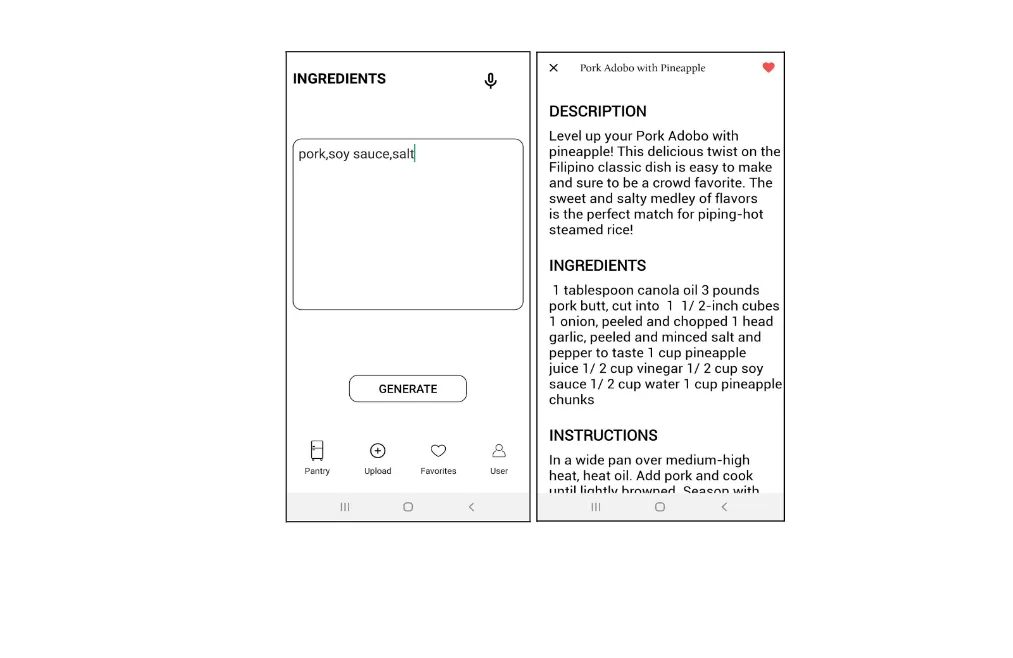 INGREDIENTS
pork,soy sauce,salt
GENERATE
Pantry
Upload
Favorites
User
Pork Adobo with Pineapple
DESCRIPTION
Level up your Pork Adobo with
pineapple! This delicious twist on the
Filipino classic dish is easy to make
and sure to be a crowd favorite. The
sweet and salty medley of flavors
is the perfect match for piping-hot
steamed rice!
INGREDIENTS
1 tablespoon canola oil 3 pounds
pork butt, cut into 1 1/ 2-inch cubes
1 onion, peeled and chopped 1 head
garlic, peeled and minced salt and
pepper to taste 1 cup pineapple
juice 1/ 2 cup vinegar 1/ 2 cup soy
sauce 1/ 2 cup water 1 cup pineapple
chunks
INSTRUCTIONS
In a wide pan over medium-high
heat, heat oil. Add pork and cook
until lightly browned. Season with